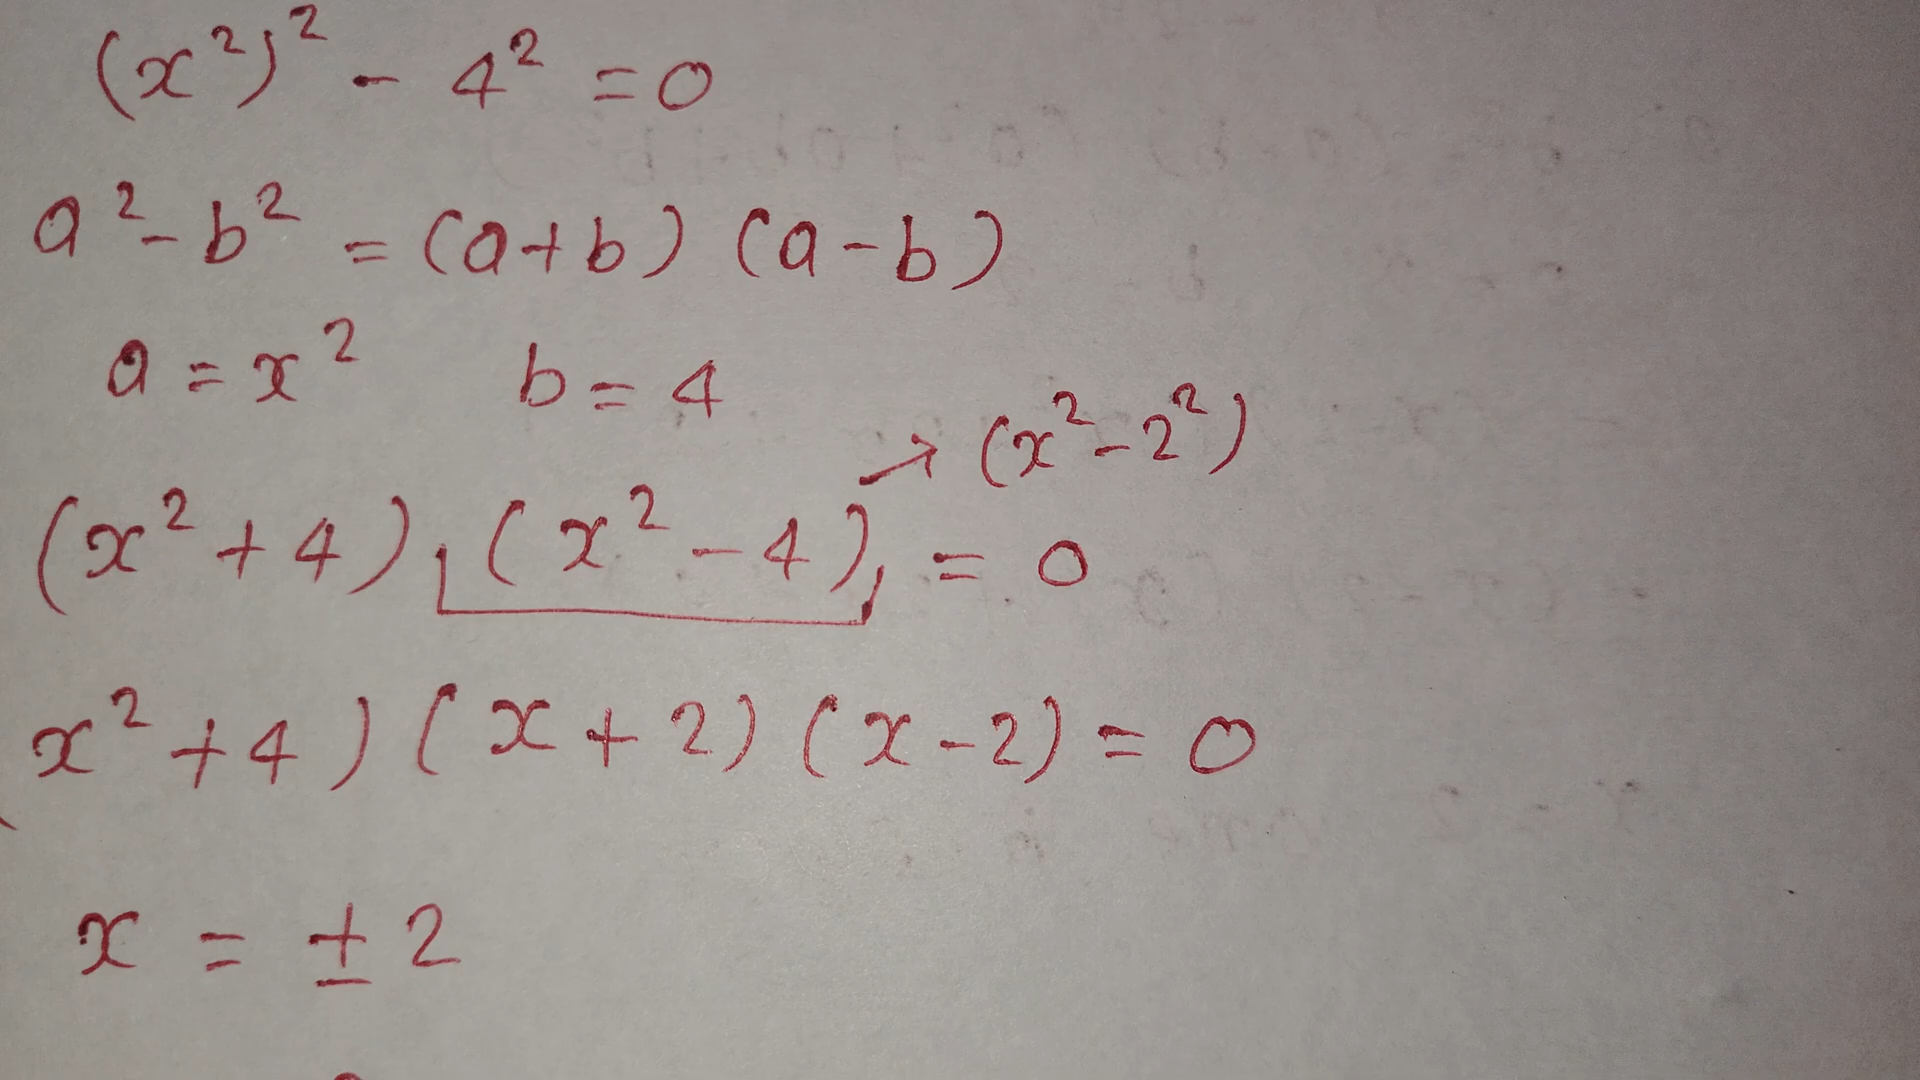 (x²)² - 4² = 0
a² - b² = (a+b) (a-b)
a = x² b = 4
→ (x² - 2²)
(x² + 4) (x² - 4) = 0
(x² + 4) (x + 2) (x - 2) = 0
x = ± 2